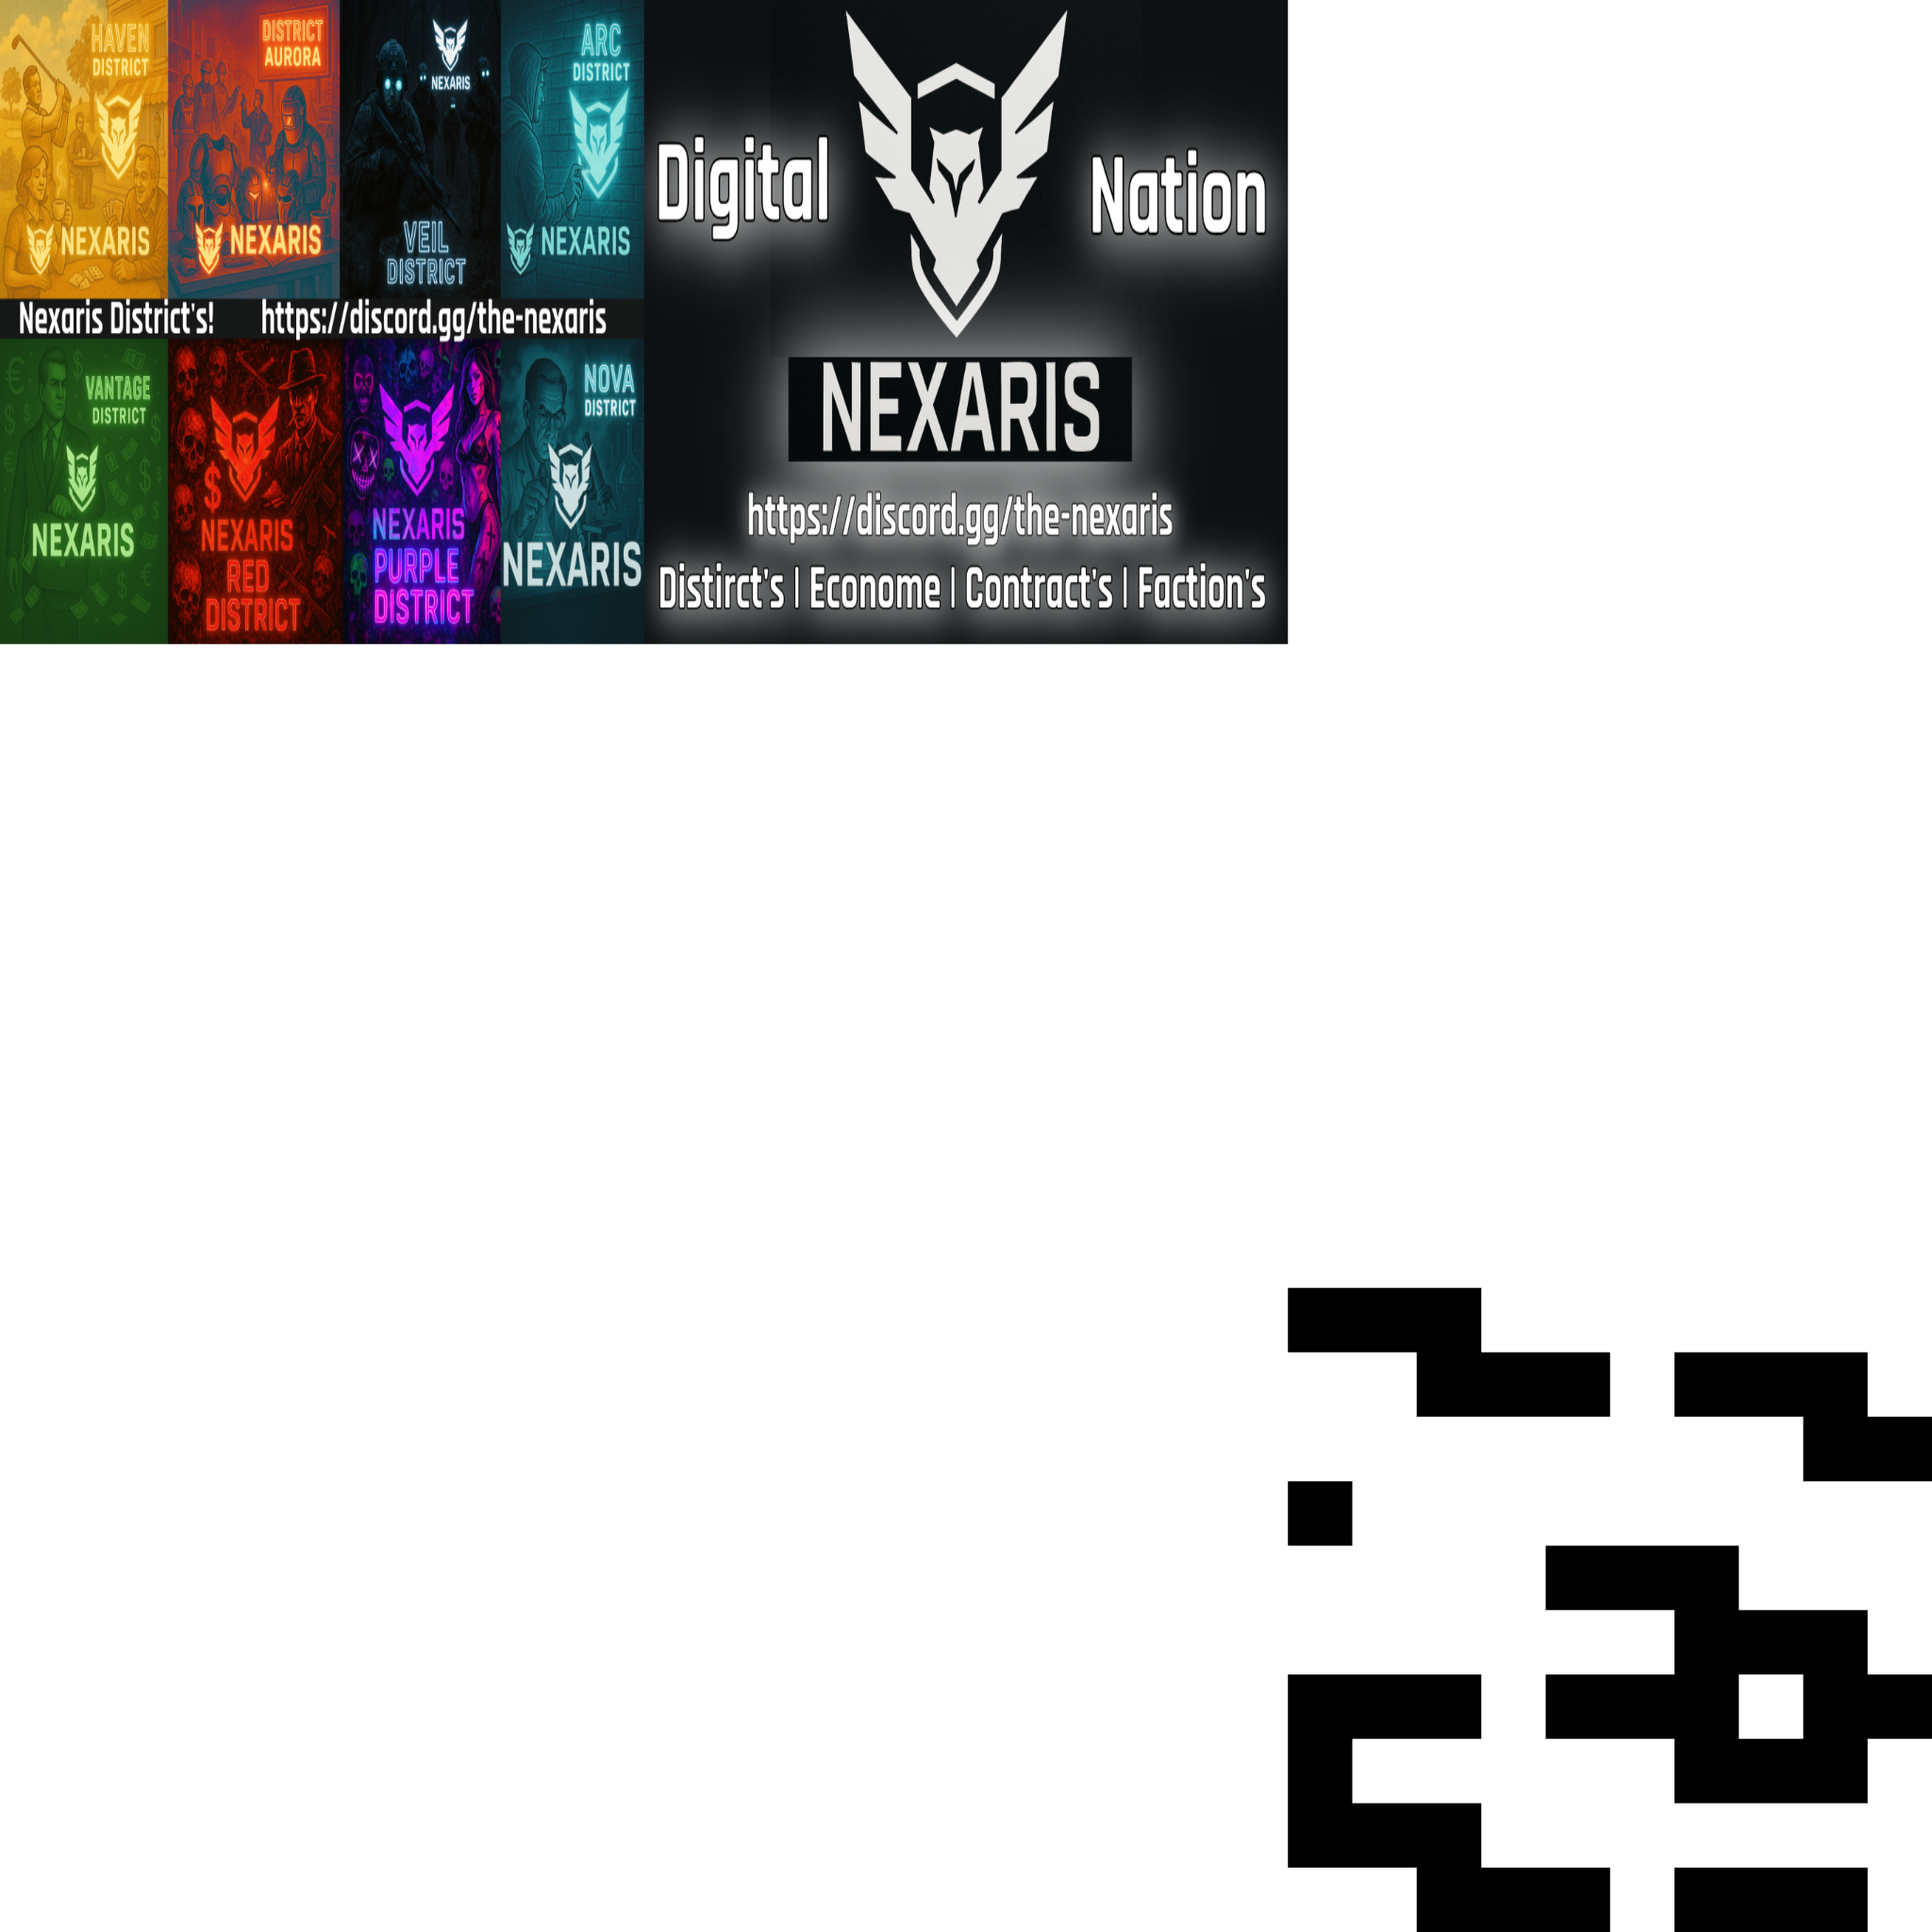 HAVEN
DISTRICT
NEXARIS
DISTRICT
AURORA
NEXARIS
NEXARIS
VEIL
DISTRICT
ARC
DISTRICT
NEXARIS
Nexaris District's! https://discord.gg/the-nexaris
VANTAGE
DISTRICT
NEXARIS
NEXARIS
RED
DISTRICT
NEXARIS
PURPLE
DISTRICT
NOVA
DISTRICT
NEXARIS
Digital Nation
NEXARIS
https://discord.gg/the-nexaris
Distirct's | Econome | Contract's | Faction's